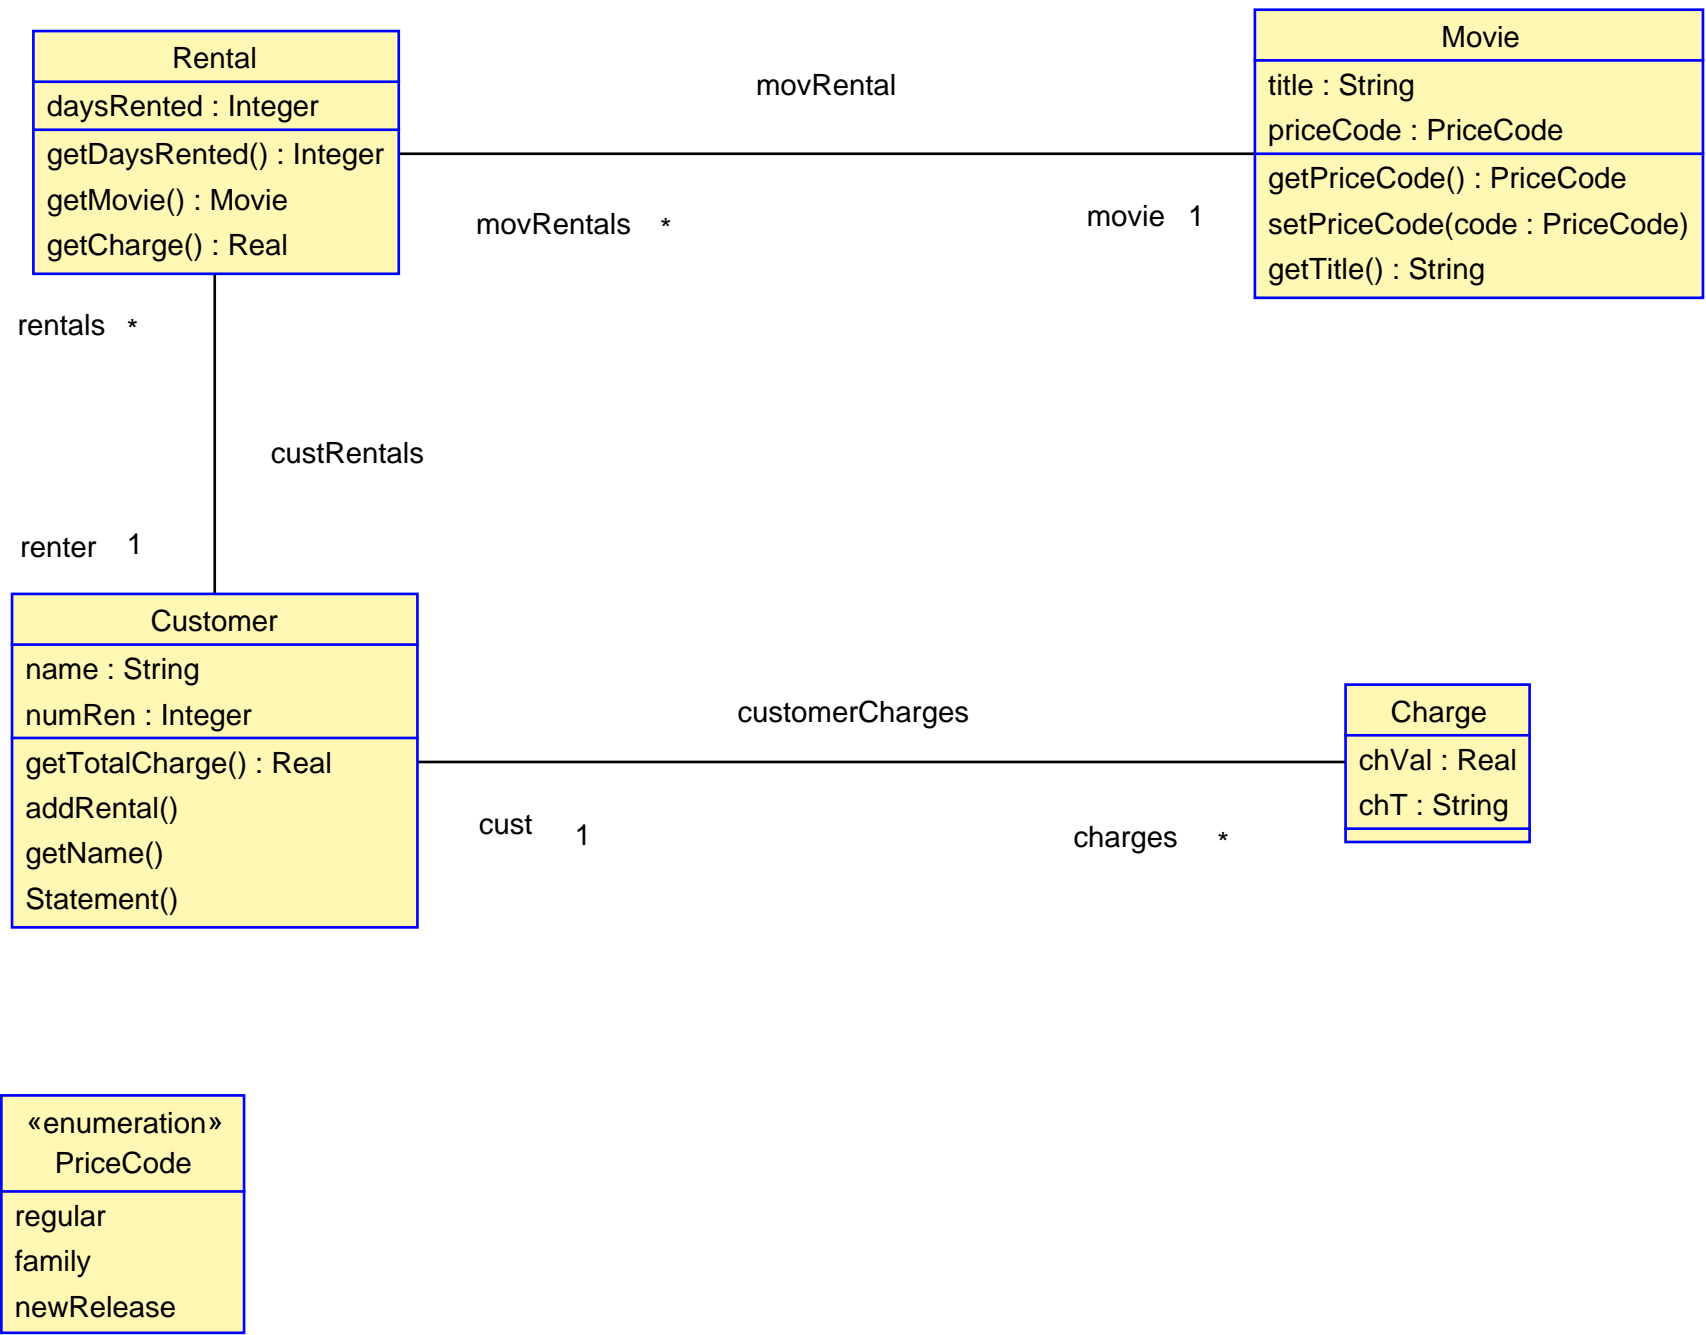 Rental
daysRented : Integer
getDaysRented() : Integer
getMovie() : Movie
getCharge() : Real
movRental
movRentals *
movie 1
Movie
title : String
priceCode : PriceCode
getPriceCode() : PriceCode
setPriceCode(code : PriceCode)
getTitle() : String
rentals *
custRentals
renter 1
Customer
name : String
numRen : Integer
getTotalCharge() : Real
addRental()
getName()
Statement()
customerCharges
cust 1
charges *
Charge
chVal : Real
chT : String
«enumeration»
PriceCode
regular
family
newRelease